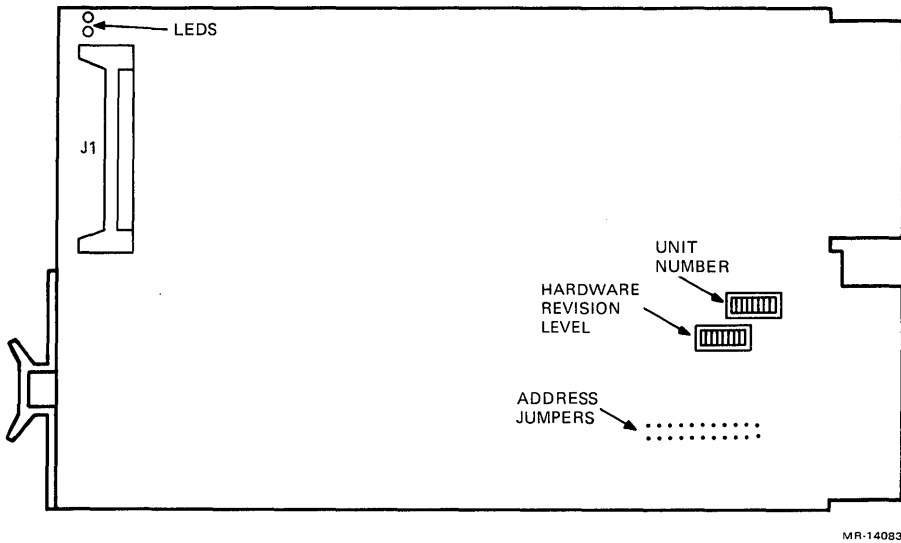 LEDS
J1
UNIT
NUMBER
HARDWARE
REVISION
LEVEL
ADDRESS
JUMPERS
MR-14083